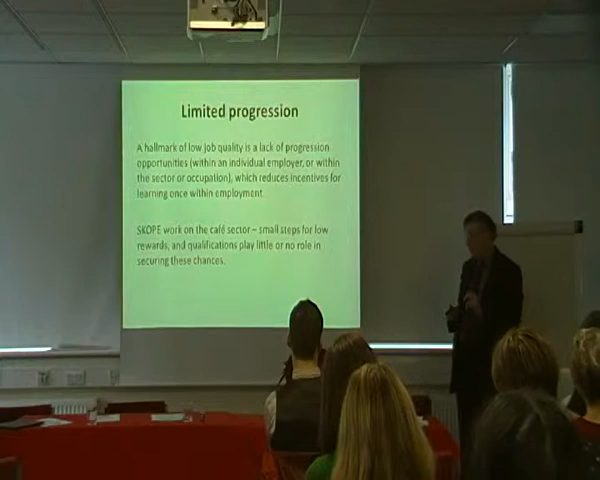 Limited progression
A hallmark of low job quality is a lack of progression
opportunities (within an individual employer, or within
the sector or occupation), which reduces incentives for
learning once within employment.
SKOPE work on the café sector – small steps for low
rewards, and qualifications play little or no role in
securing these chances.